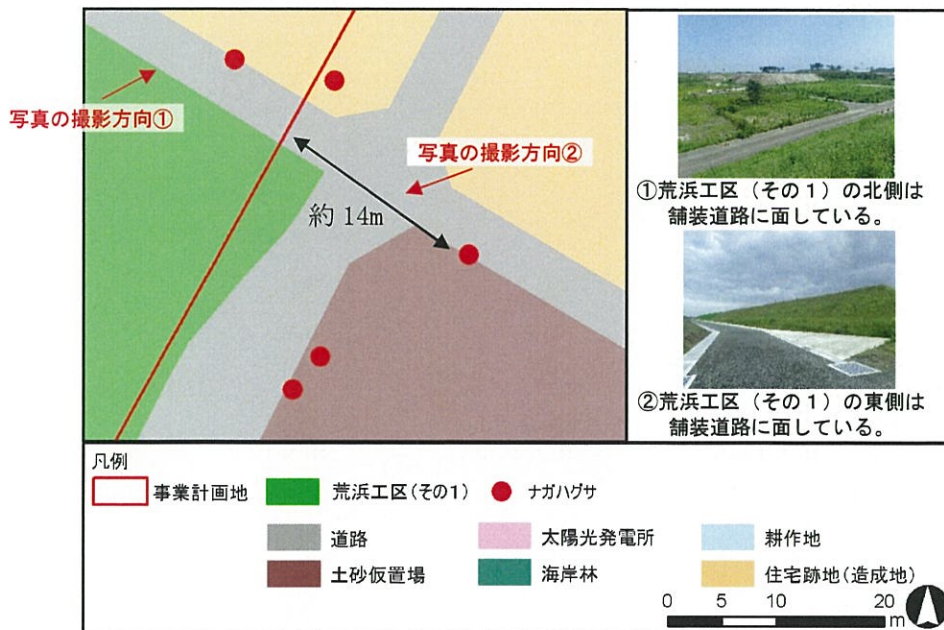 写真の撮影方向①
写真の撮影方向②
約14m
①荒浜工区（その１）の北側は
舗装道路に面している。
②荒浜工区（その１）の東側は
舗装道路に面している。
凡例
事業計画地
荒浜工区(その1)
ナガハグサ
道路
太陽光発電所
耕作地
土砂仮置場
海岸林
住宅跡地(造成地)
0 5 10 20
m